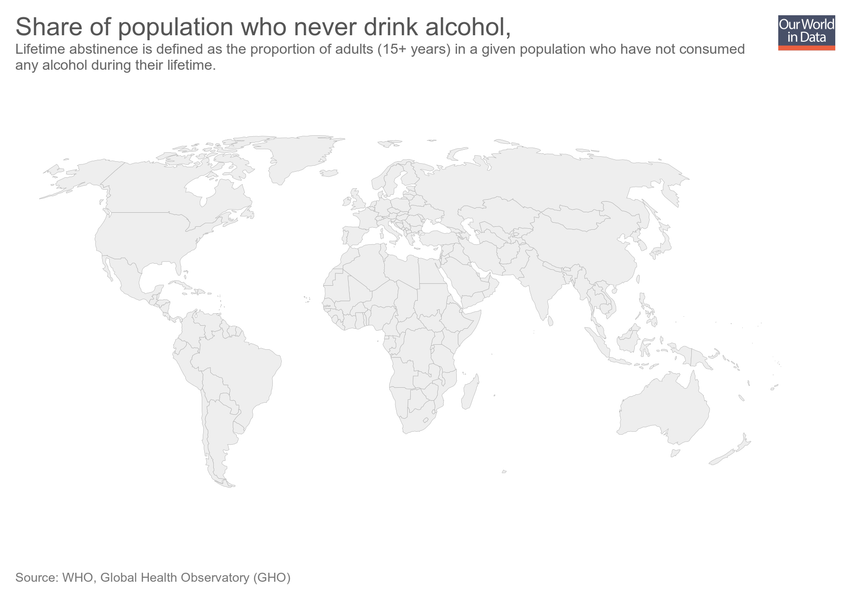 Share of population who never drink alcohol,
Our World
in Data
Lifetime abstinence is defined as the proportion of adults (15+ years) in a given population who have not consumed
any alcohol during their lifetime.
Source: WHO, Global Health Observatory (GHO)